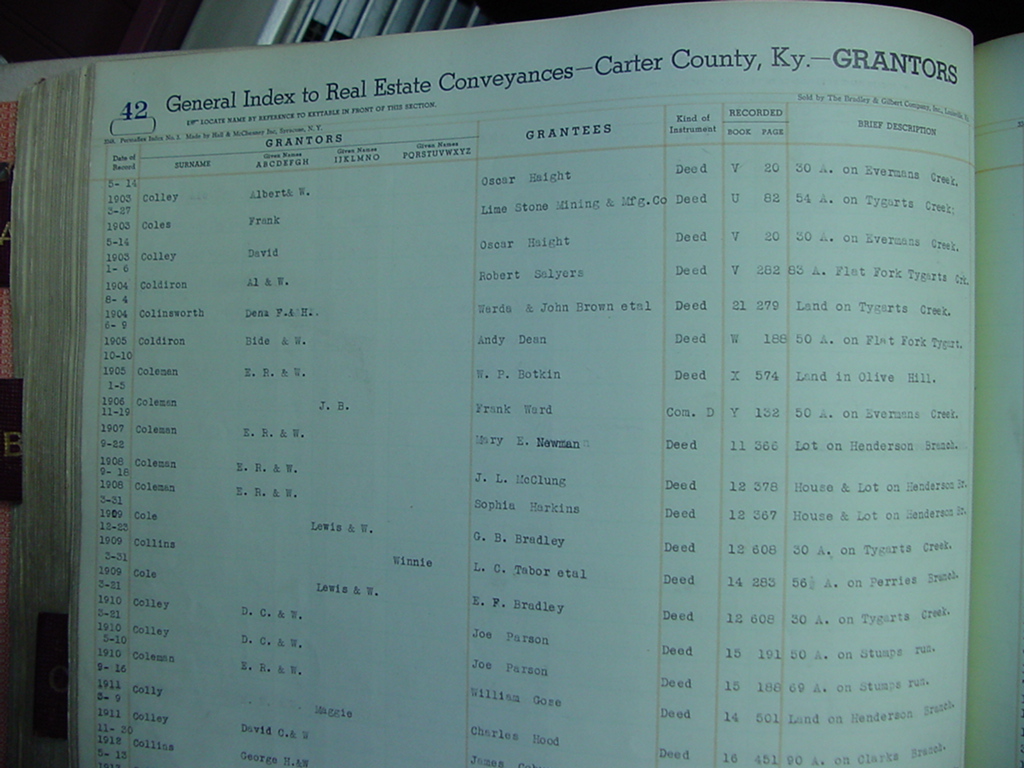 42 General Index to Real Estate Conveyances—Carter County, Ky.—GRANTORS
LOCATE NAME BY REFERENCE TO KEYTABLE IN FRONT OF THIS SECTION.
Sold by The Bradley & Gilbert Company, Inc.,
Made by Hall & McChesney Inc, Syracuse, N. Y.
GRANTORS GRANTEES Kind of Instrument RECORDED BRIEF DESCRIPTION
Date of Record SURNAME Given Names ABCDEFGH Given Names IJKLMNO Given Names PQRSTUVWXYZ BOOK PAGE
5- 14
1903 Colley Albert& W. Oscar Haight Deed V 20 30 A. on Evermans Creek.
3-27
1903 Coles Frank Lime Stone Mining & Mfg.Co Deed U 82 54 A. on Tygarts Creek.
5-14
1903 Colley David Oscar Haight Deed V 20 30 A. on Evermans Creek.
1- 6
1904 Coldiron Al & W. Robert Salyers Deed V 282 83 A. Flat Fork Tygarts Crk.
8- 4
1904 Colinsworth Dena F.& H. & John Brown etal Deed 21 279 Land on Tygarts Creek.
6- 9
1905 Coldiron Bide & W. Andy Dean Deed W 188 50 A. on Flat Fork Tygart.
10-10
1905 Coleman E. R. & W. W. P. Botkin Deed X 574 Land in Olive Hill.
1-5
1906 Coleman J. B. Frank Ward Com. D Y 132 50 A. on Evermans Creek.
11-19
1907 Coleman E. R. & W. Mary E. Newman Deed 11 366 Lot on Henderson Branch.
9-22
1908 Coleman E. R. & W. J. L. McClung Deed 12 378 House & Lot on Henderson Br.
9- 16
1908 Coleman E. R. & W. Sophia Harkins Deed 12 367 House & Lot on Henderson Br.
3-31
1909 Cole Lewis & W. G. B. Bradley Deed 12 608 30 A. on Tygarts Creek.
12-23
1909 Collins Winnie L. C. Tabor etal Deed 14 283 56½ A. on Perries Branch.
3-31
1909 Cole Lewis & W. E. F. Bradley Deed 12 608 30 A. on Tygarts Creek.
3-21
1910 Colley D. C. & W. Joe Parson Deed 15 191 50 A. on Stumps run.
3-21
1910 Colley D. C. & W. Joe Parson Deed 15 188 69 A. on Stumps run.
5-10
1910 Coleman E. R. & W. William Gose Deed 14 501 Land on Henderson Branch.
9- 16
1911 Colly Maggie Charles Hood Deed 16 451 90 A. on Clarks Branch.
1911 Colley David C.& W James
11- 30
1912 Collins George H.&W
5- 13
1913